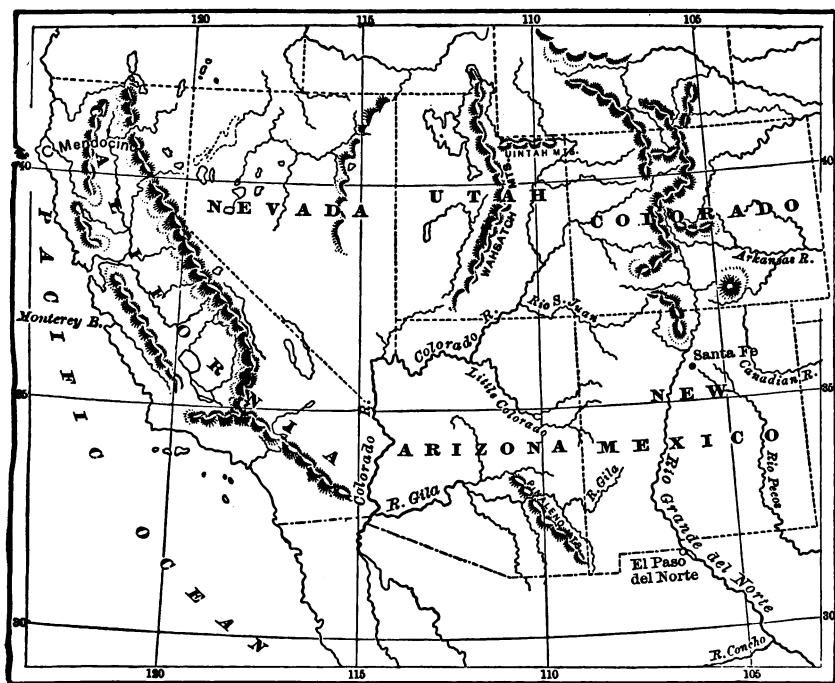 120 115 110 105
C. Mendocino
UINTAH MTS
40 40
NEVADA UTAH COLORADO
WAHSATCH MTS
CALIFORNIA
PACIFIC OCEAN
Arkansas R.
Rio S. Juan
Monterey B.
Colorado R.
Santa Fe
Little Colorado
Canadian R.
35 35
NEW MEXICO
ARIZONA
Colorado R.
Rio Pecos
R. Gila
R. Gila
Rio Grande del Norte
El Paso
del Norte
30 30
R. Concho
120 115 110 105